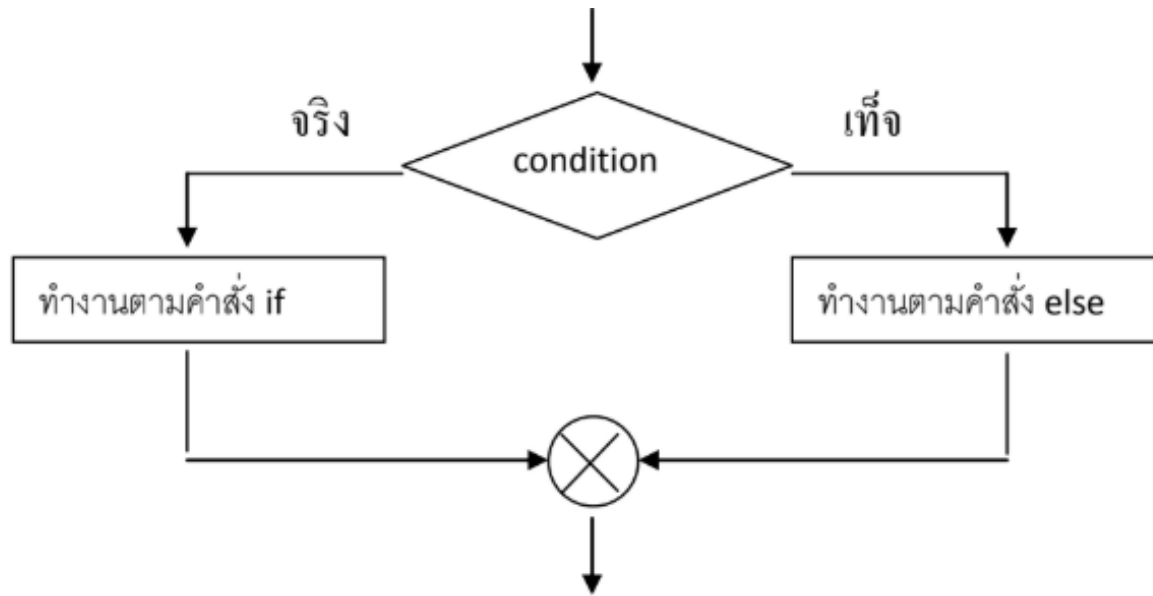 จริง
เท็จ
condition
ทำงานตามคำสั่ง if
ทำงานตามคำสั่ง else